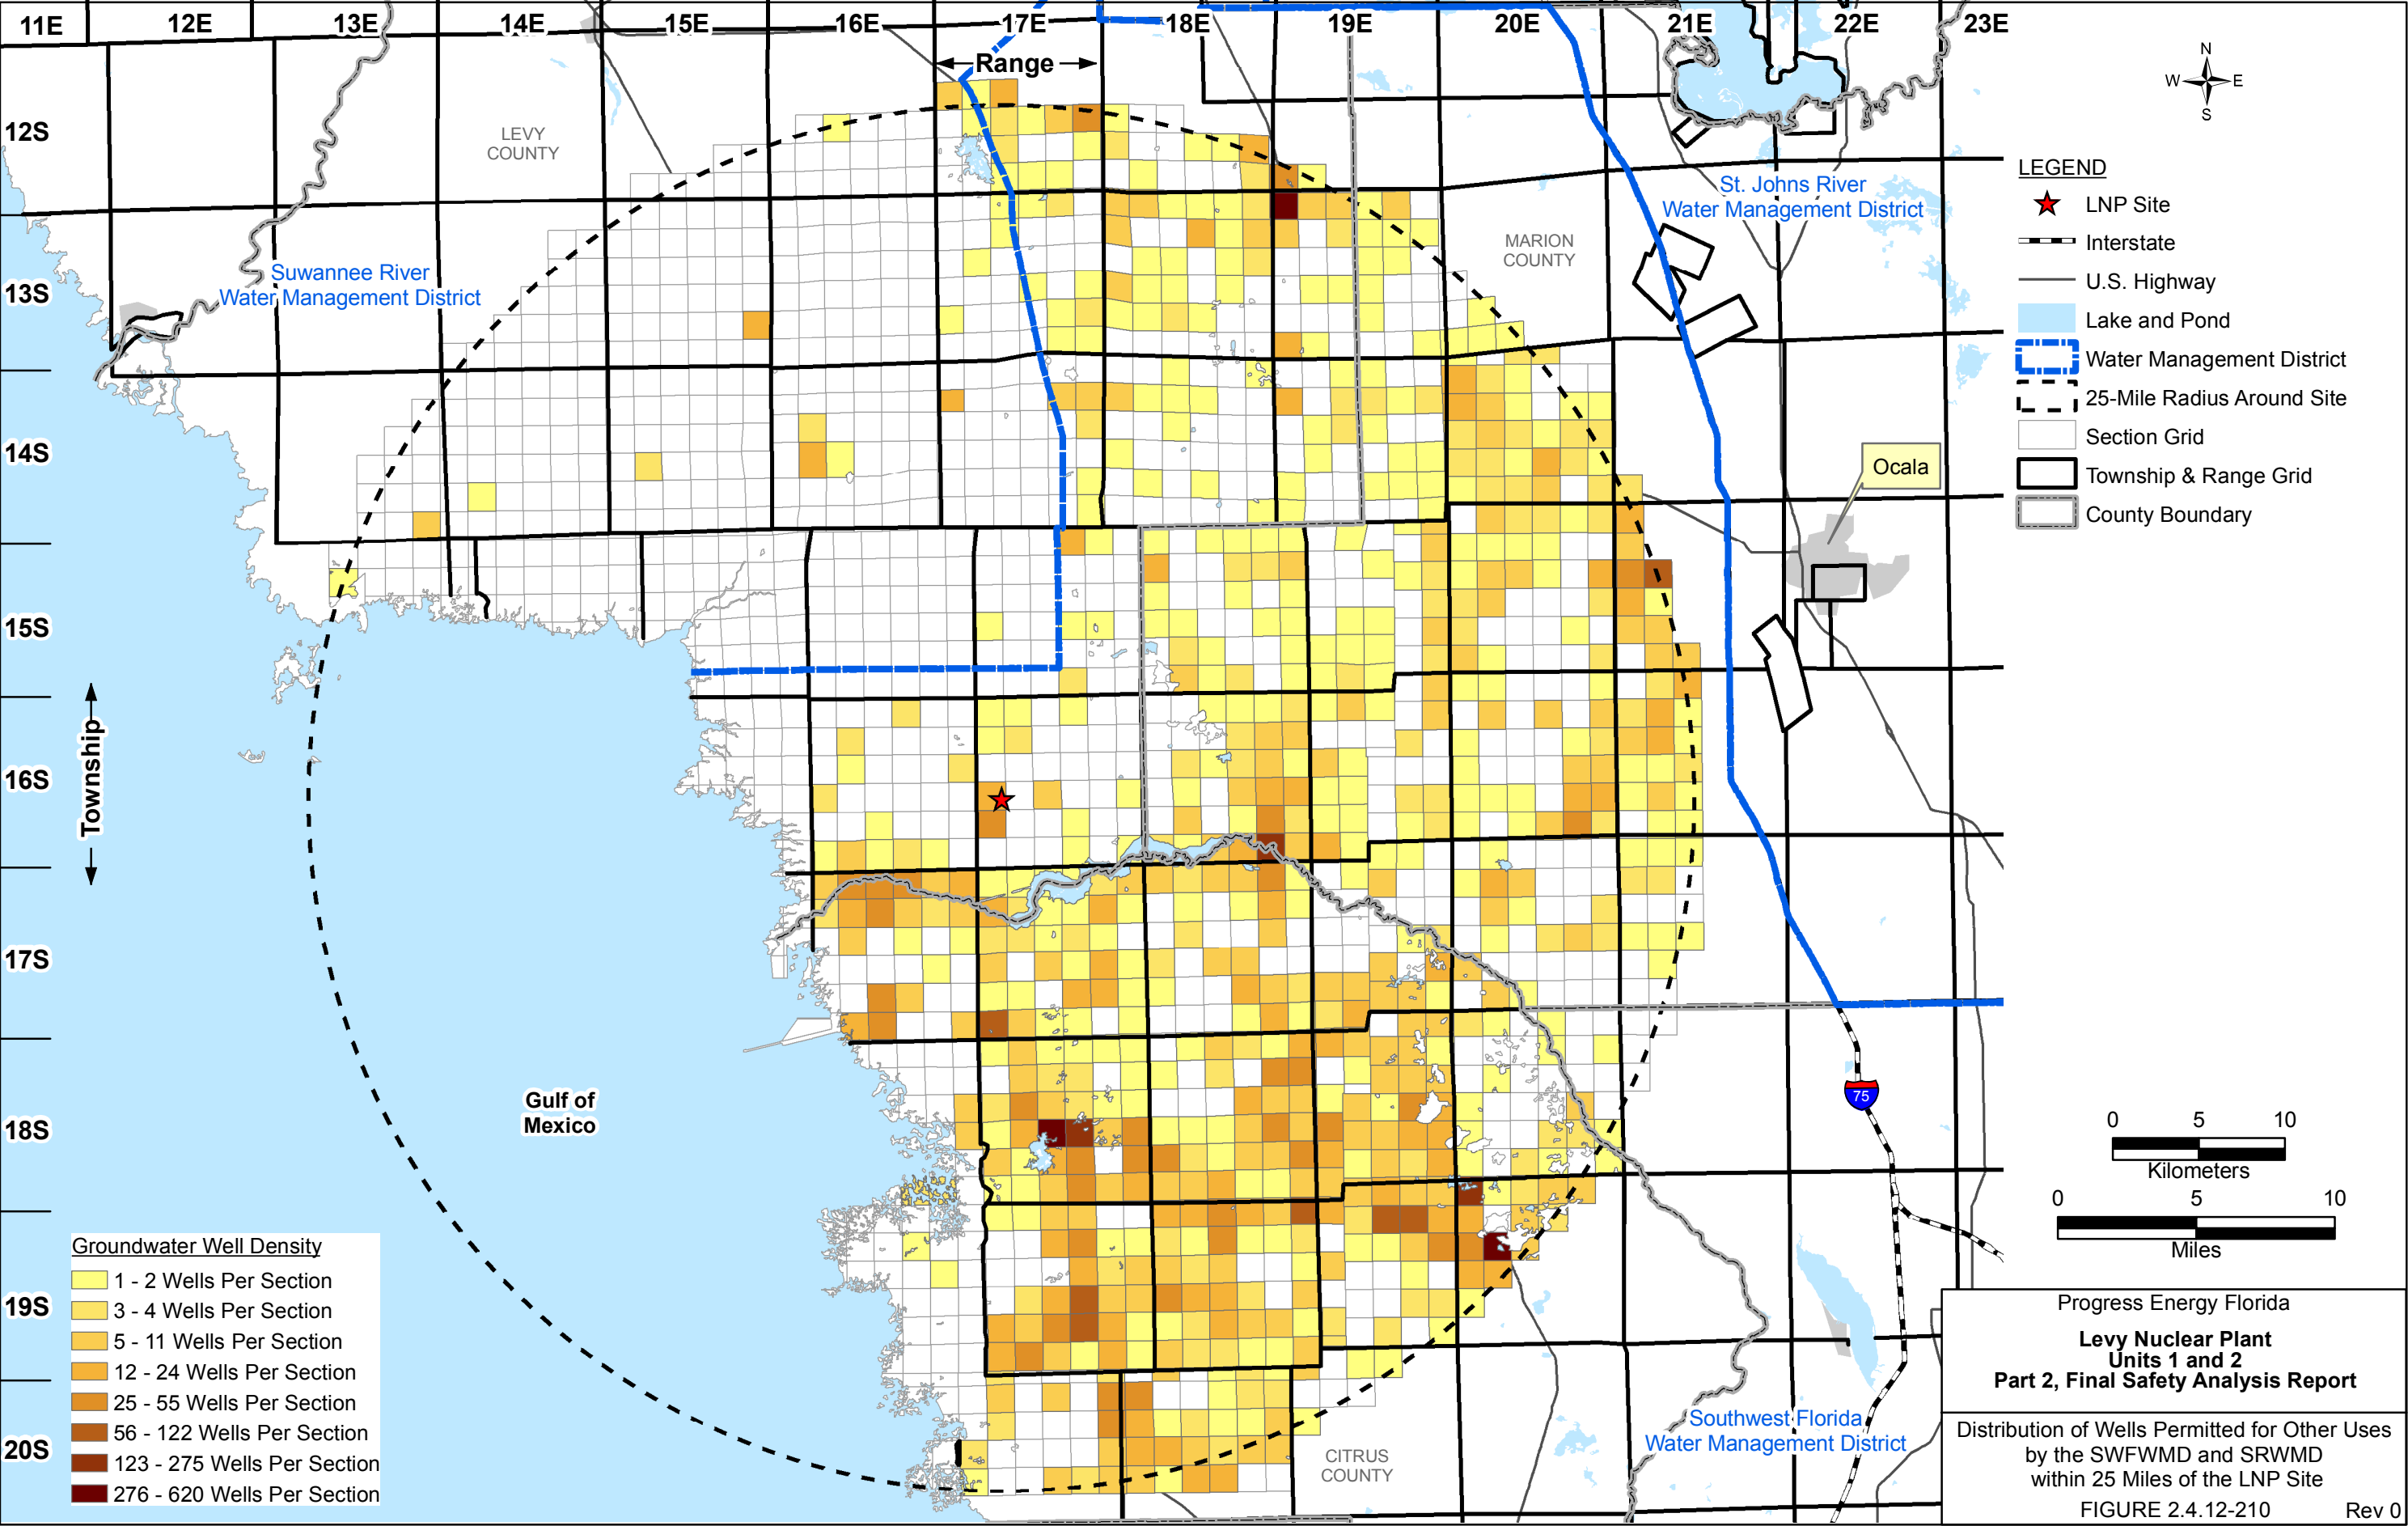 11E
12E
13E
14E
15E
16E
17E
18E
19E
20E
21E
22E
23E
Range
N
W
E
S
12S
13S
14S
15S
16S
17S
18S
19S
20S
Township
LEVY
COUNTY
MARION
COUNTY
CITRUS
COUNTY
Suwannee River
Water Management District
St. Johns River
Water Management District
Southwest Florida
Water Management District
Ocala
Gulf of
Mexico
75
LEGEND
LNP Site
Interstate
U.S. Highway
Lake and Pond
Water Management District
25-Mile Radius Around Site
Section Grid
Township & Range Grid
County Boundary
0 5 10
Kilometers
0 5 10
Miles
Groundwater Well Density
1 - 2 Wells Per Section
3 - 4 Wells Per Section
5 - 11 Wells Per Section
12 - 24 Wells Per Section
25 - 55 Wells Per Section
56 - 122 Wells Per Section
123 - 275 Wells Per Section
276 - 620 Wells Per Section
Progress Energy Florida
Levy Nuclear Plant
Units 1 and 2
Part 2, Final Safety Analysis Report
Distribution of Wells Permitted for Other Uses
by the SWFWMD and SRWMD
within 25 Miles of the LNP Site
FIGURE 2.4.12-210 Rev 0